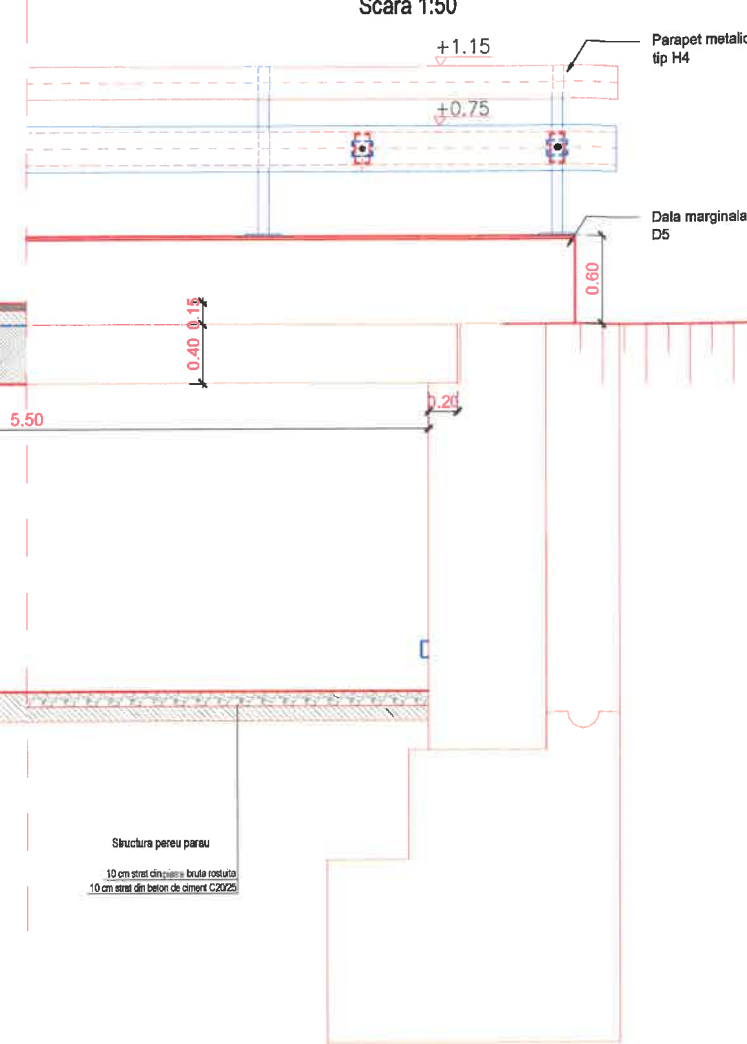 Scara 1:50
+1.15
Parapet metalic
tip H4
+0.75
Dala marginala
D5
0.60
0.15
0.40
0.20
5.50
Structura pereu parau
10 cm strat din piatra bruta rostuita
10 cm strat din beton de ciment C20/25